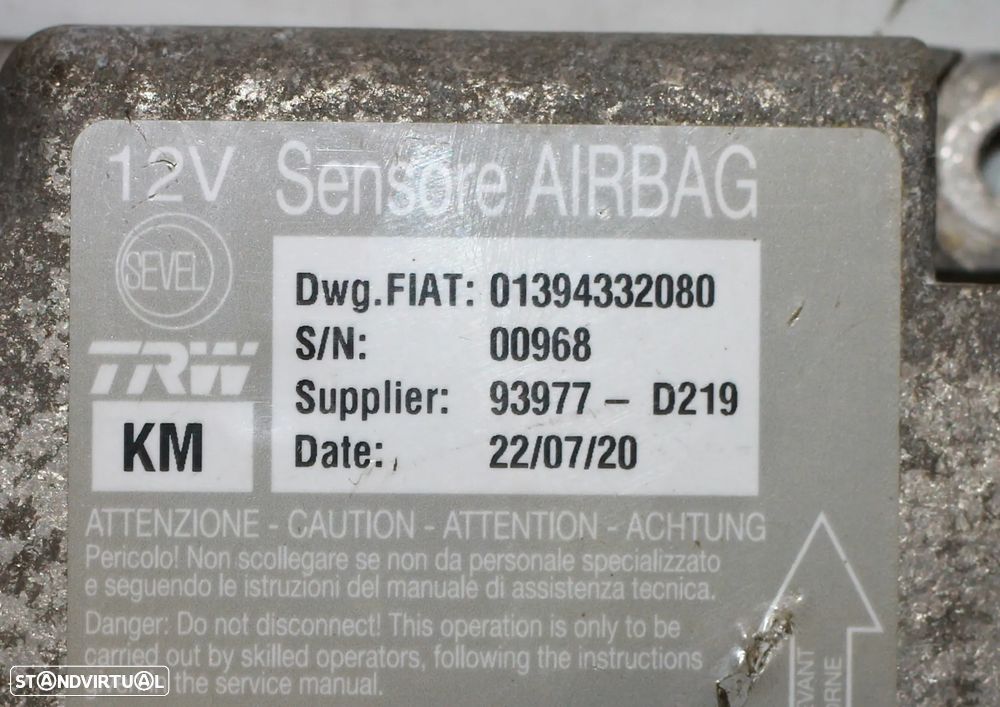 12V Sensore AIRBAG
SEVEL
TRW
KM
Dwg.FIAT: 01394332080
S/N: 00968
Supplier: 93977 - D219
Date: 22/07/20
ATTENZIONE - CAUTION - ATTENTION - ACHTUNG
Pericolo! Non scollegare se non da personale specializzato
e seguendo le istruzioni del manuale di assistenza tecnica.
Danger: Do not disconnect! This operation is only to be
carried out by skilled operators, following the instructions
the service manual.
STANDVIRTUAL